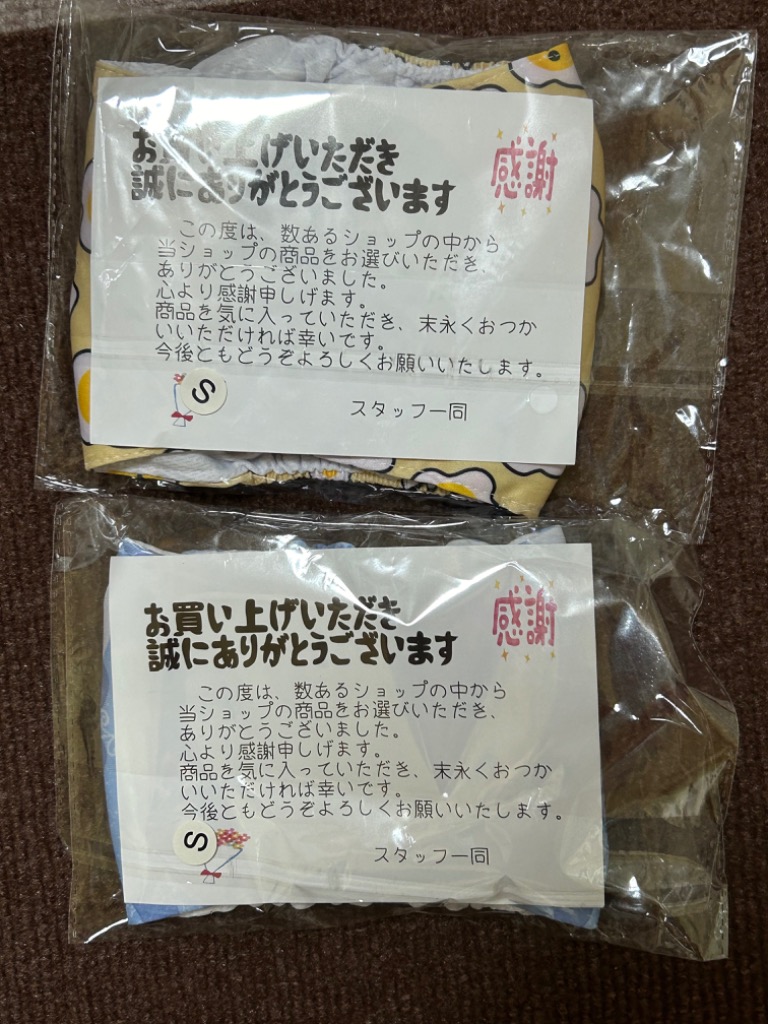 お買い上げいただき
誠にありがとうございます
感謝
この度は、数あるショップの中から
当ショップの商品をお選びいただき、
ありがとうございました。
心より感謝申しげます。
商品を気に入っていただき、末永くおつか
いいただければ幸いです。
今後ともどうぞよろしくお願いいたします。
S
スタッフ一同
お買い上げいただき
誠にありがとうございます
感謝
この度は、数あるショップの中から
当ショップの商品をお選びいただき、
ありがとうございました。
心より感謝申しげます。
商品を気に入っていただき、末永くおつか
いいただければ幸いです。
今後ともどうぞよろしくお願いいたします。
S
スタッフ一同